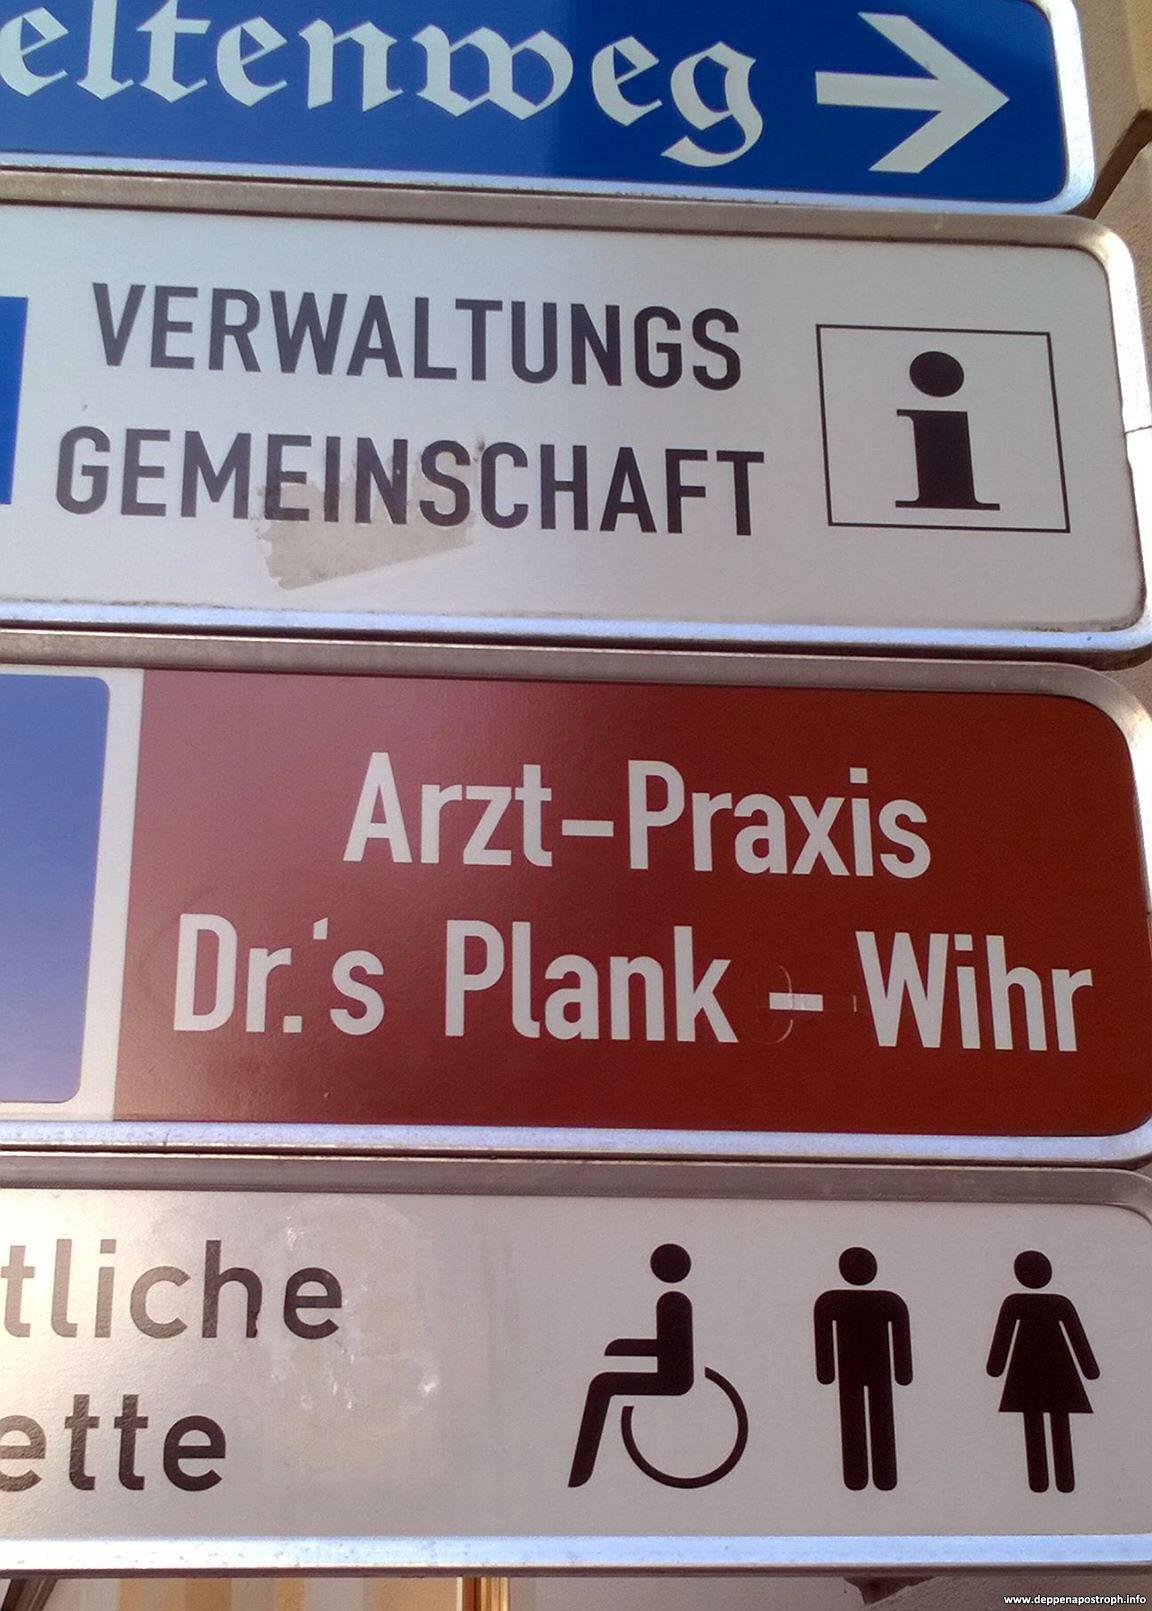 eltenweg
VERWALTUNGS
GEMEINSCHAFT
i
Arzt-Praxis
Dr.‘s Plank - Wihr
tliche
ette
www.deppenapostroph.info